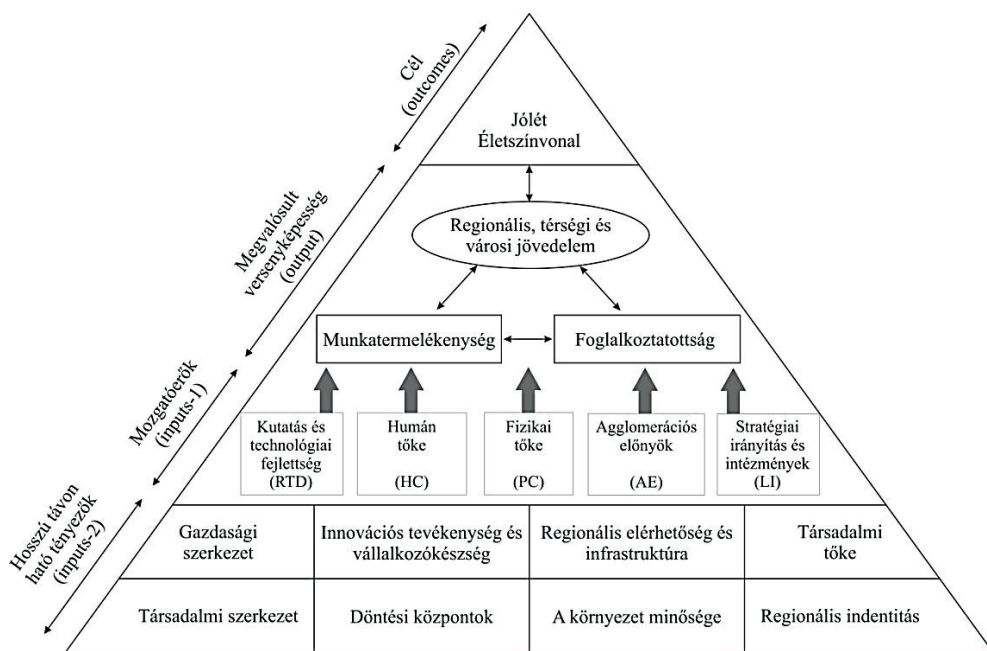 Cél
(outcomes)
Jólét
Életszínvonal
Megvalósult
versenyképesség
(output)
Regionális, térségi és
városi jövedelem
Munkatermelékenység
Foglalkoztatottság
Mozgatóerők
(inputs-1)
Kutatás és
technológiai
fejlettség
(RTD)
Humán
tőke
(HC)
Fizikai
tőke
(PC)
Agglomerációs
előnyök
(AE)
Stratégiai
irányítás és
intézmények
(LI)
Hosszú távon
ható tényezők
(inputs-2)
Gazdasági
szerkezet
Innovációs tevékenység és
vállalkozókészség
Regionális elérhetőség és
infrastruktúra
Társadalmi
tőke
Társadalmi szerkezet
Döntési központok
A környezet minősége
Regionális indentitás